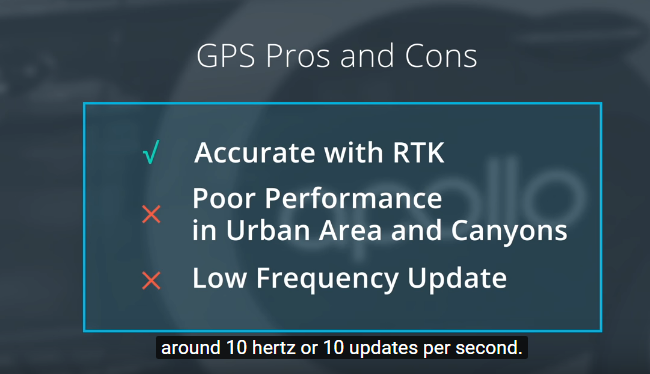 GPS Pros and Cons
√ Accurate with RTK
× Poor Performance
in Urban Area and Canyons
× Low Frequency Update
apollo
around 10 hertz or 10 updates per second.